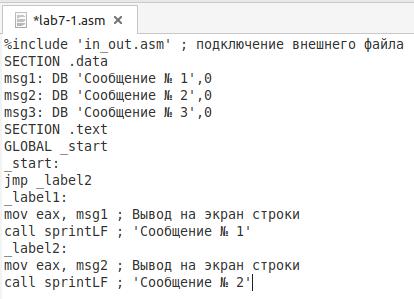 *lab7-1.asm ×
%include 'in_out.asm' ; подключение внешнего файла
SECTION .data
msg1: DB 'Сообщение № 1',0
msg2: DB 'Сообщение № 2',0
msg3: DB 'Сообщение № 3',0
SECTION .text
GLOBAL _start
_start:
jmp _label2
_label1:
mov eax, msg1 ; Вывод на экран строки
call sprintLF ; 'Сообщение № 1'
_label2:
mov eax, msg2 ; Вывод на экран строки
call sprintLF ; 'Сообщение № 2'